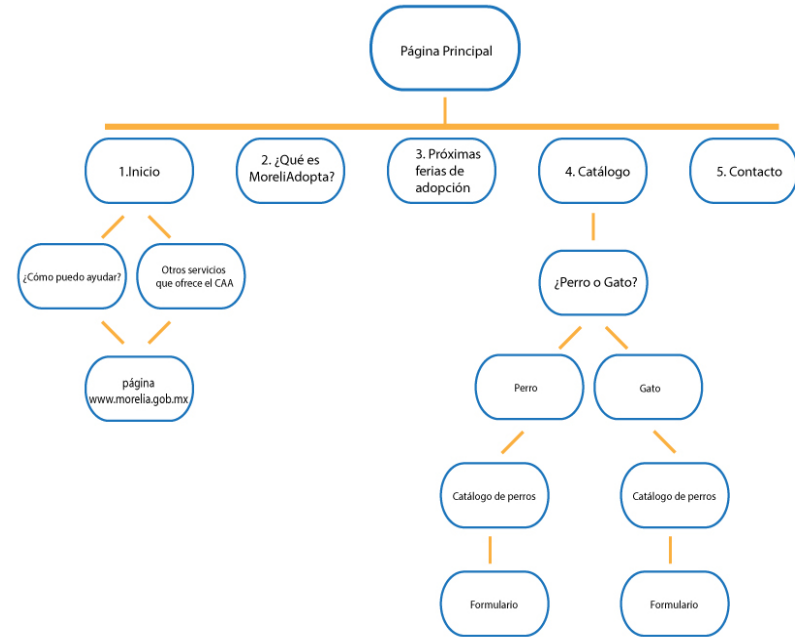 Página Principal
1.Inicio
2. ¿Qué es
MoreliAdopta?
3. Próximas
ferias de
adopción
4. Catálogo
5. Contacto
¿Cómo puedo ayudar?
Otros servicios
que ofrece el CAA
¿Perro o Gato?
página
www.morelia.gob.mx
Perro
Gato
Catálogo de perros
Catálogo de perros
Formulario
Formulario